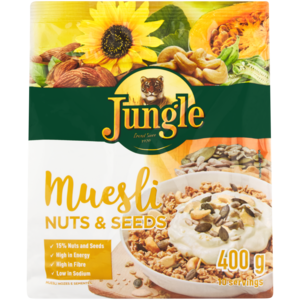 Jungle
Muesli
NUTS & SEEDS
15% Nuts and Seeds
High in Energy
High in Fibre
Low in Sodium
400 g